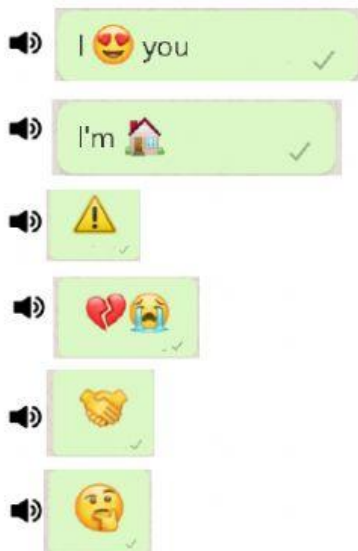 I 😍 you
I'm 🏠
⚠️
💔😭
🤝
🤔